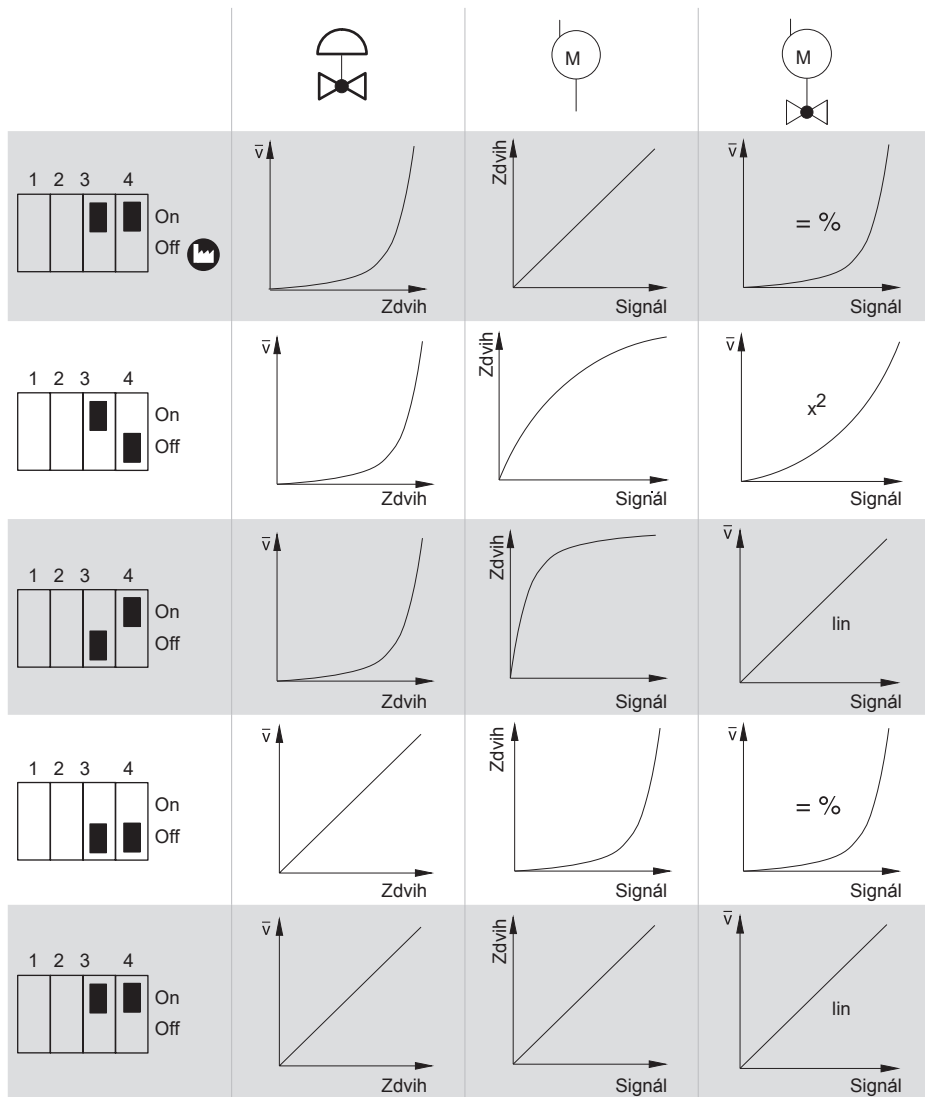 M
M
1 2 3 4
On
Off
v̅
Zdvih
Zdvih
Signál
v̅
= %
Signál
1 2 3 4
On
Off
v̅
Zdvih
Zdvih
Signál
v̅
x²
Signál
1 2 3 4
On
Off
v̅
Zdvih
Zdvih
Signál
v̅
lin
Signál
1 2 3 4
On
Off
v̅
Zdvih
Zdvih
Signál
v̅
= %
Signál
1 2 3 4
On
Off
v̅
Zdvih
Zdvih
Signál
v̅
lin
Signál